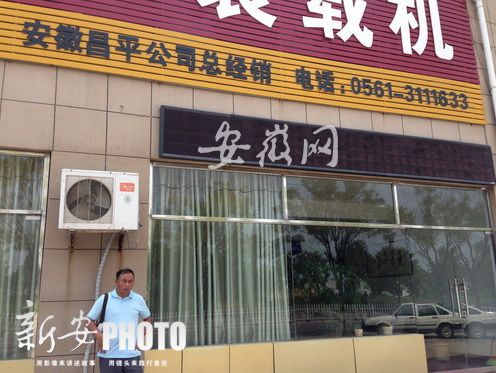 装载机
安徽昌平公司总经销 电话:0561-3111633
安徽网
新安PHOTO
用影像来讲述故事 用镜头来践行责任